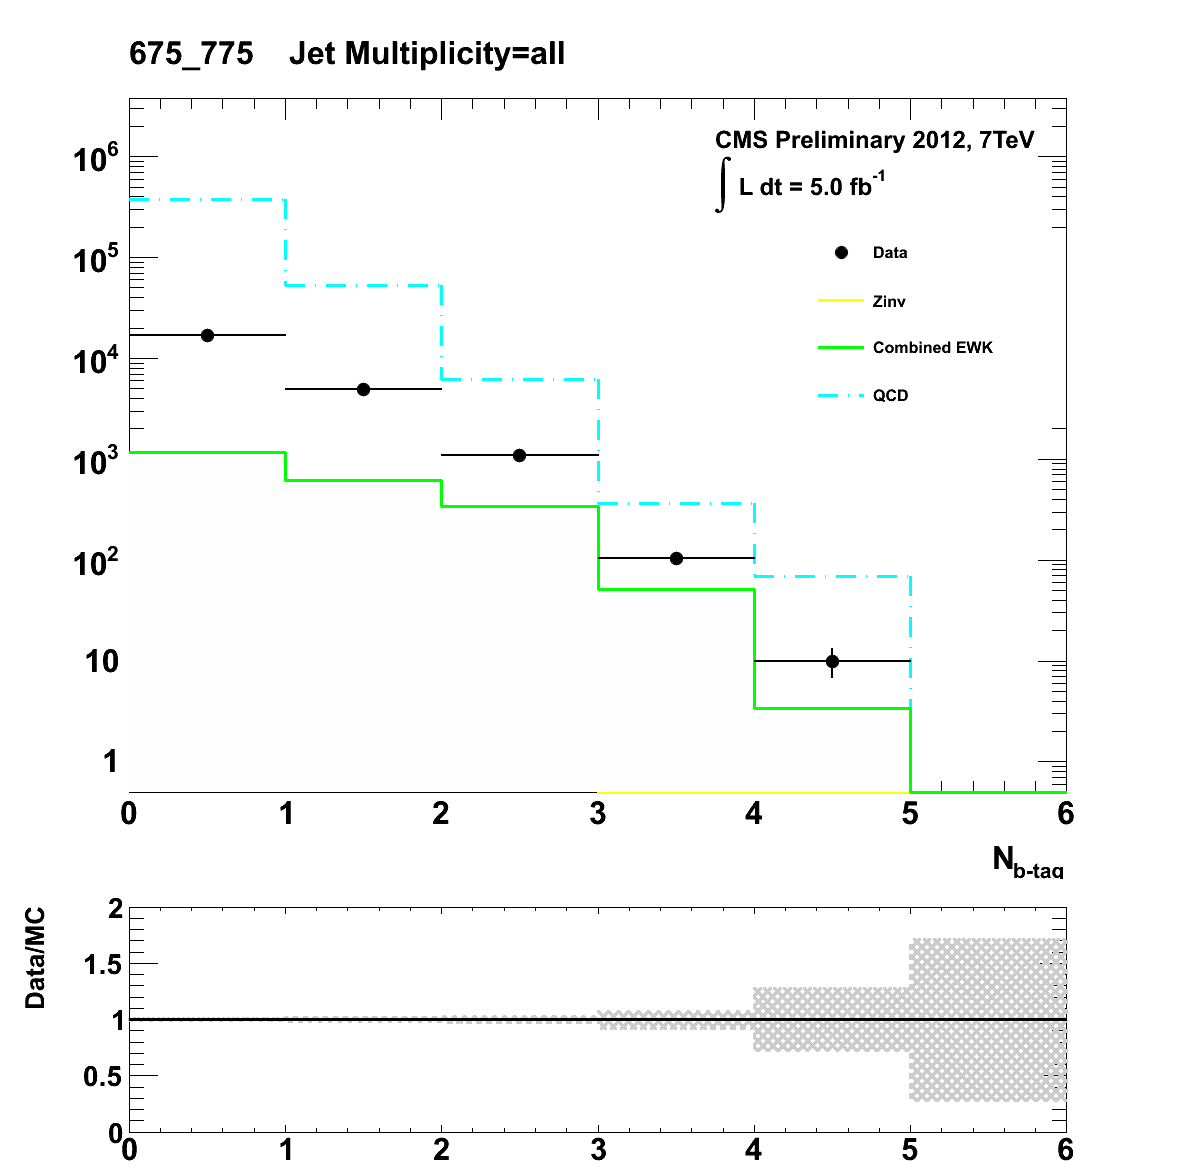 675_775 Jet Multiplicity=all
CMS Preliminary 2012, 7TeV
∫ L dt = 5.0 fb⁻¹
Data
Zinv
Combined EWK
QCD
10⁶
10⁵
10⁴
10³
10²
10
1
0 1 2 3 4 5 6
N_b-tag
Data/MC
2
1.5
1
0.5
0
0 1 2 3 4 5 6